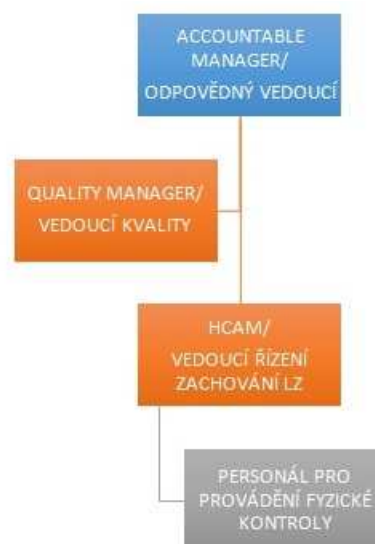 ACCOUNTABLE
MANAGER/
ODPOVĚDNÝ VEDOUCÍ
QUALITY MANAGER/
VEDOUCÍ KVALITY
HCAM/
VEDOUCÍ ŘÍZENÍ
ZACHOVÁNÍ LZ
PERSONÁL PRO
PROVÁDĚNÍ FYZICKÉ
KONTROLY